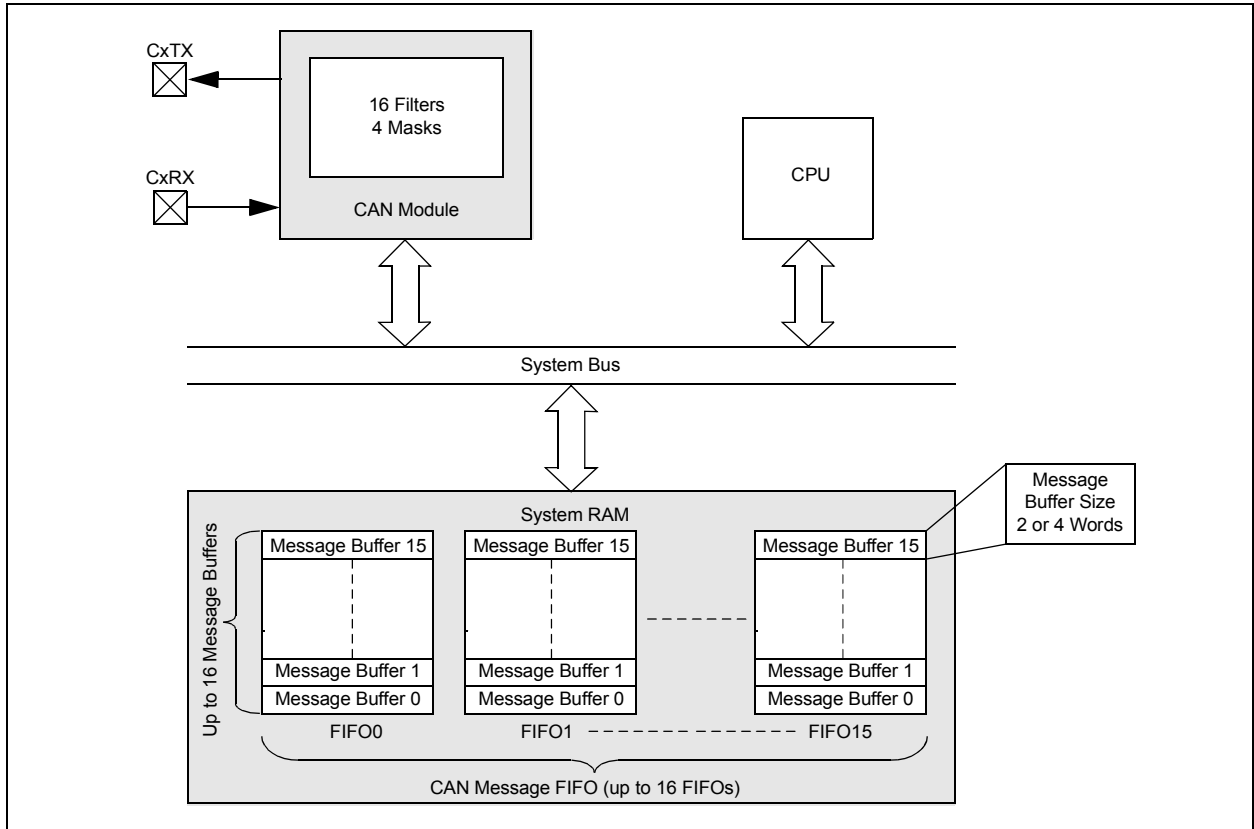 CxTX
16 Filters
4 Masks
CxRX
CAN Module
CPU
System Bus
Message
Buffer Size
2 or 4 Words
System RAM
Up to 16 Message Buffers
Message Buffer 15
Message Buffer 15
Message Buffer 15
Message Buffer 1
Message Buffer 1
Message Buffer 1
Message Buffer 0
Message Buffer 0
Message Buffer 0
FIFO0
FIFO1
FIFO15
CAN Message FIFO (up to 16 FIFOs)